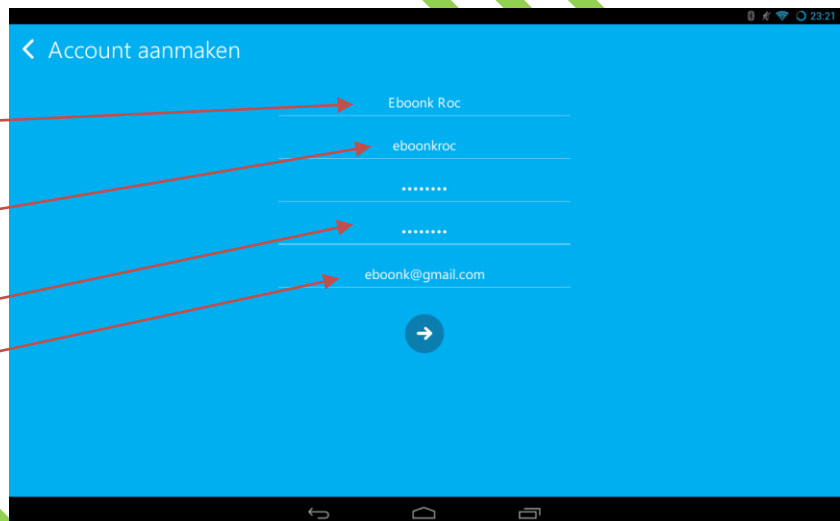 23:21
Account aanmaken
Eboonk Roc
eboonkroc
••••••••
••••••••
eboonk@gmail.com